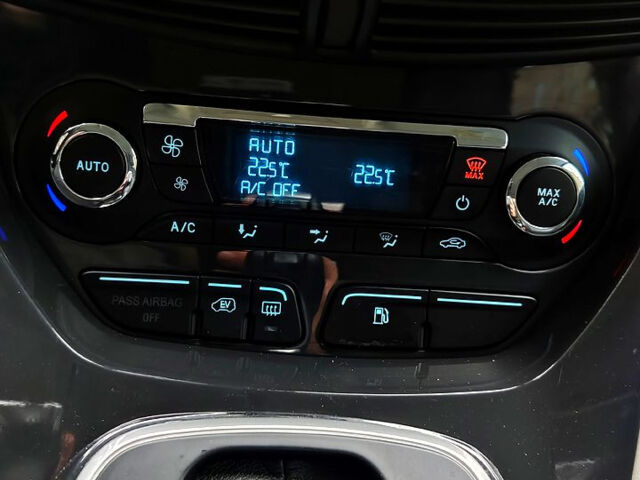 AUTO
AUTO
22.5°C
22.5°C
A/C OFF
MAX
MAX
A/C
A/C
EV
PASS AIRBAG
OFF